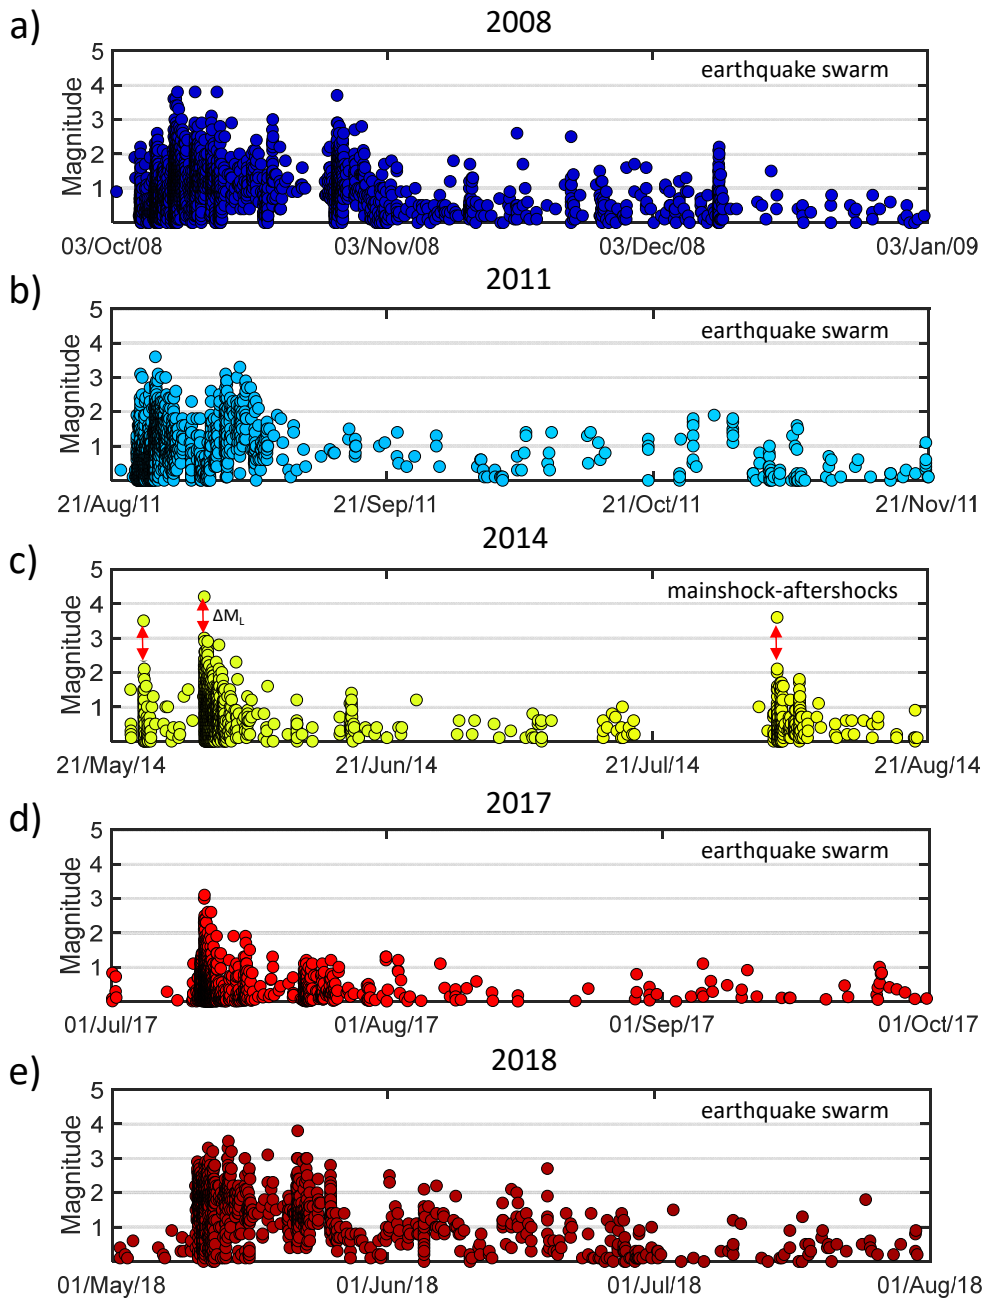 a)
2008
earthquake swarm
Magnitude
5
4
3
2
1
03/Oct/08 03/Nov/08 03/Dec/08 03/Jan/09
b)
2011
earthquake swarm
Magnitude
5
4
3
2
1
21/Aug/11 21/Sep/11 21/Oct/11 21/Nov/11
c)
2014
mainshock-aftershocks
ΔML
Magnitude
5
4
3
2
1
21/May/14 21/Jun/14 21/Jul/14 21/Aug/14
d)
2017
earthquake swarm
Magnitude
5
4
3
2
1
01/Jul/17 01/Aug/17 01/Sep/17 01/Oct/17
e)
2018
earthquake swarm
Magnitude
5
4
3
2
1
01/May/18 01/Jun/18 01/Jul/18 01/Aug/18